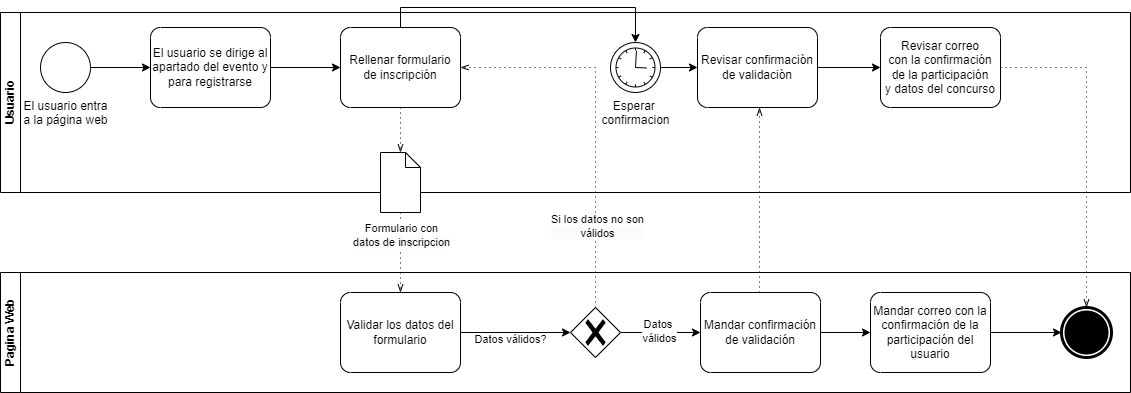 Usuario
El usuario entra
a la página web
El usuario se dirige al
apartado del evento y
para registrarse
Rellenar formulario
de inscripción
Esperar
confirmacion
Revisar confirmaciòn
de validaciòn
Revisar correo
con la confirmación
de la participación
y datos del concurso
Formulario con
datos de inscripcion
Si los datos no son
válidos
Pagina Web
Validar los datos del
formulario
Datos válidos?
Datos
válidos
Mandar confirmación
de validación
Mandar correo con la
confirmación de la
participación del
usuario